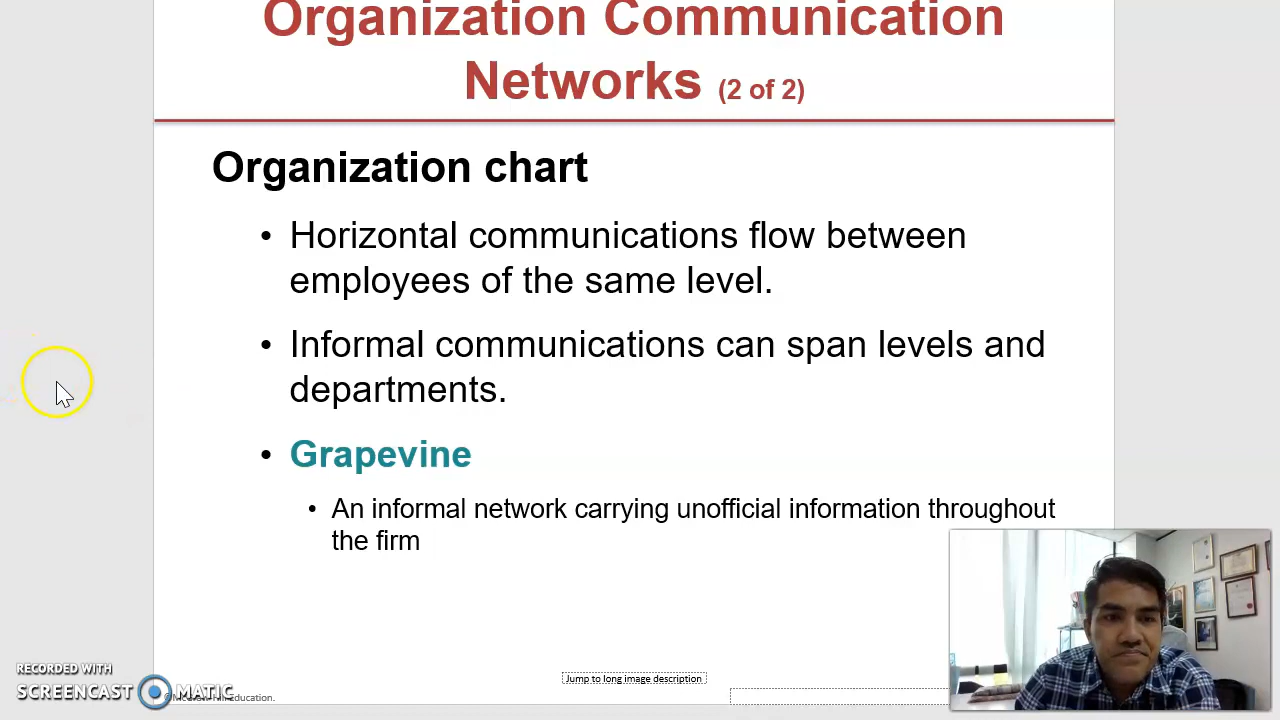 Organization Communication
Networks (2 of 2)
Organization chart
• Horizontal communications flow between
employees of the same level.
• Informal communications can span levels and
departments.
• Grapevine
• An informal network carrying unofficial information throughout
the firm
Jump to long image description
RECORDED WITH
SCREENCAST MATIC
Education.